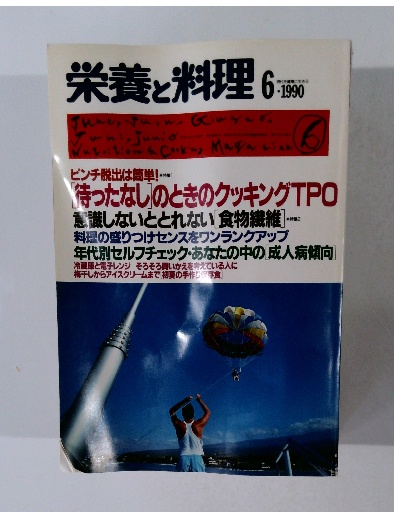 栄養と料理 6・1990
June
Junio
6
ピンチ脱出は簡単!
[待ったなし]のときのクッキングTPO
意識しないととれない[食物繊維]
料理の盛りつけセンスをワンランクアップ
年代別セルフチェック・あなたの中の[成人病傾向]
冷蔵庫と電子レンジ そろそろ買いかえを考えている人に
梅干しからアイスクリームまで[初夏の手作り保存食]